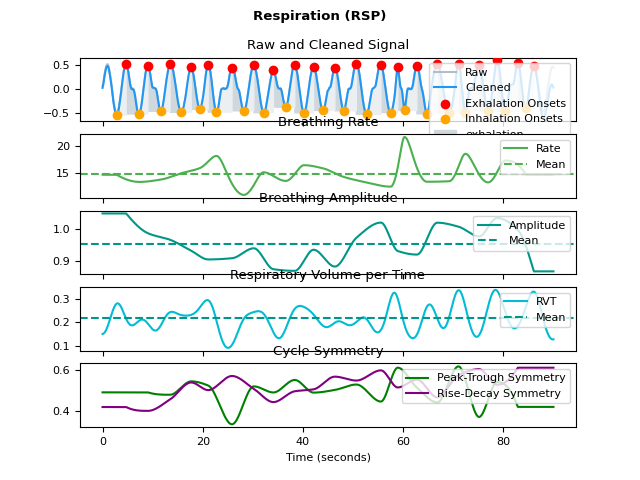 Respiration (RSP)
Raw and Cleaned Signal
0.5
0.0
−0.5
Raw
Cleaned
Exhalation Onsets
Inhalation Onsets
exhalation
Breathing Rate
20
15
Rate
Mean
Breathing Amplitude
1.0
0.9
Amplitude
Mean
Respiratory Volume per Time
0.3
0.2
0.1
RVT
Mean
Cycle Symmetry
0.6
0.4
Peak-Trough Symmetry
Rise-Decay Symmetry
0 20 40 60 80
Time (seconds)